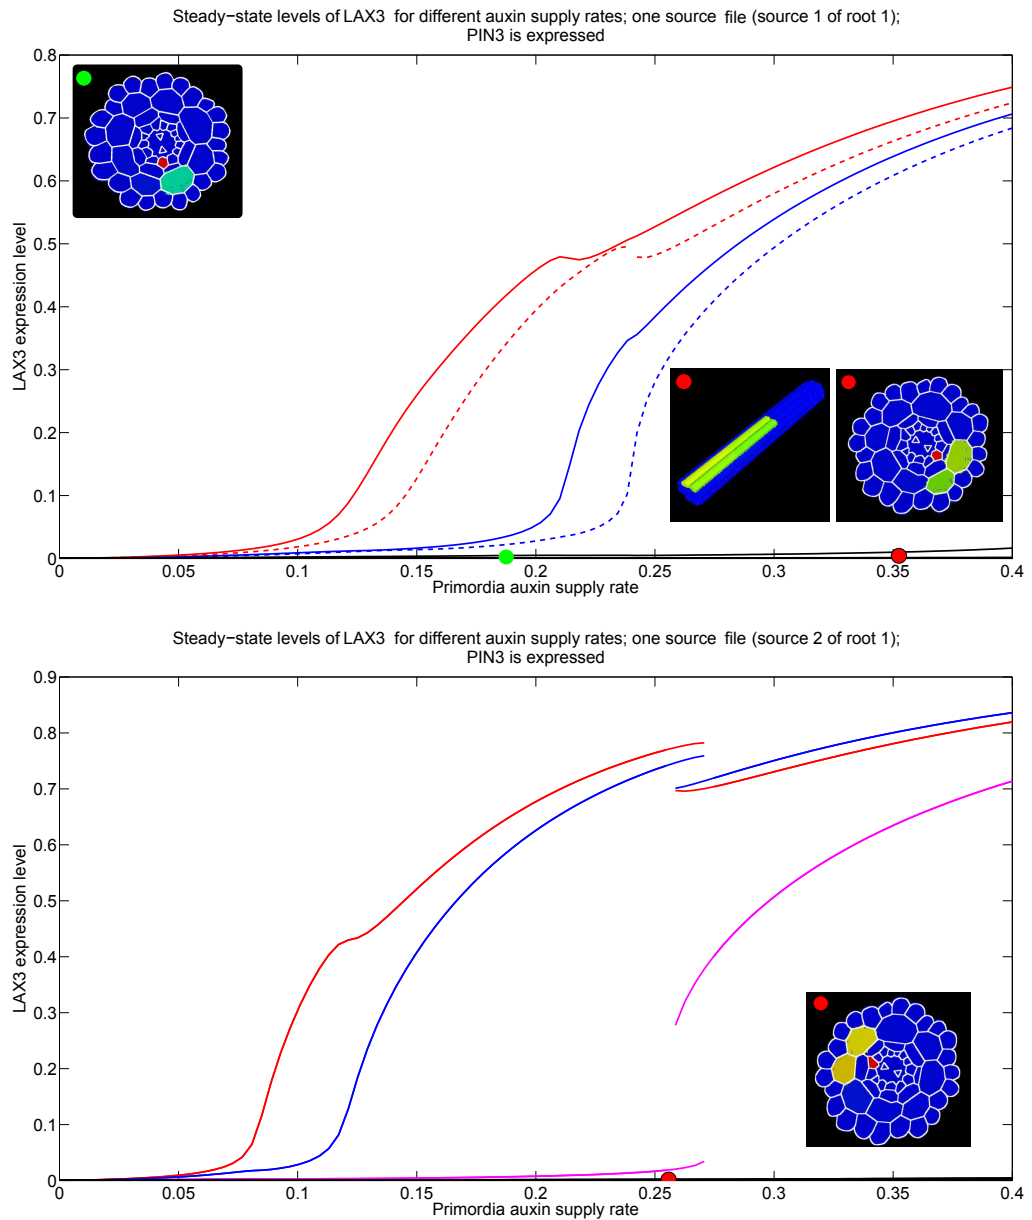 Steady−state levels of LAX3 for different auxin supply rates; one source file (source 1 of root 1);
PIN3 is expressed
0.8
0.7
0.6
0.5
0.4
0.3
0.2
0.1
0
LAX3 expression level
0 0.05 0.1 0.15 0.2 0.25 0.3 0.35 0.4
Primordia auxin supply rate
Steady−state levels of LAX3 for different auxin supply rates; one source file (source 2 of root 1);
PIN3 is expressed
0.9
0.8
0.7
0.6
0.5
0.4
0.3
0.2
0.1
0
LAX3 expression level
0 0.05 0.1 0.15 0.2 0.25 0.3 0.35 0.4
Primordia auxin supply rate